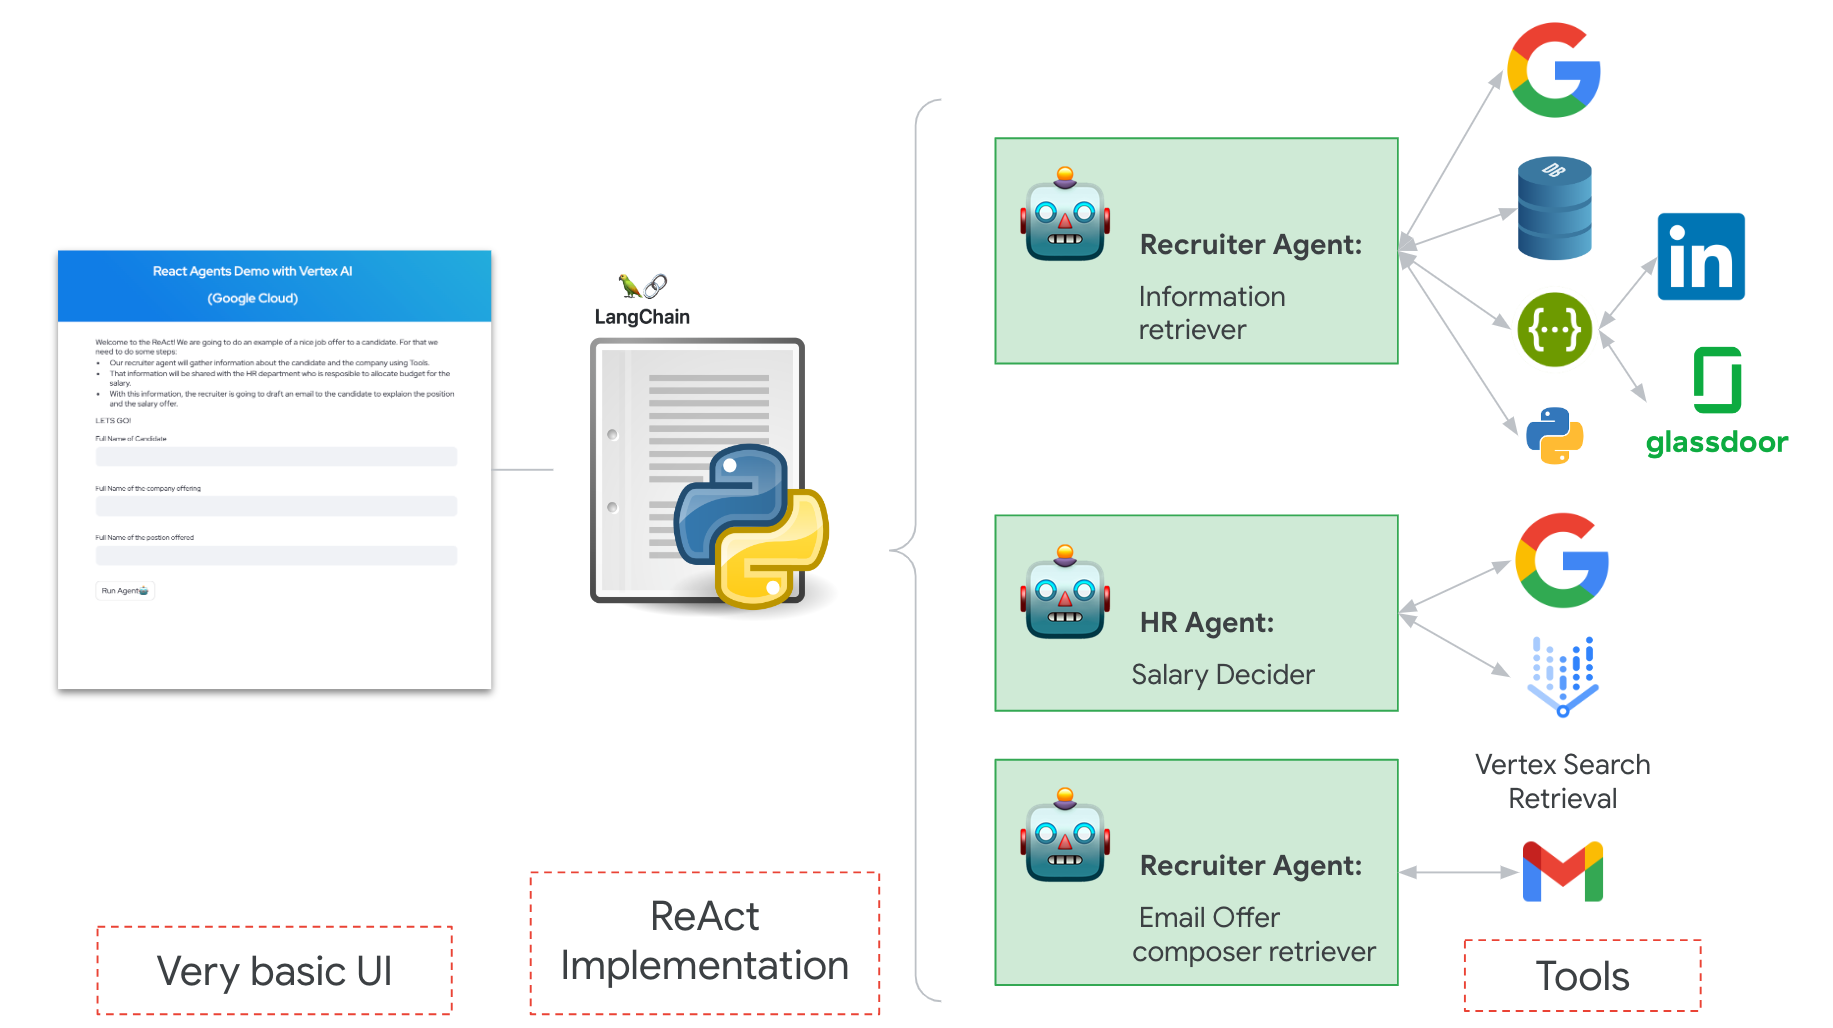 React Agents Demo with Vertex AI
(Google Cloud)
Welcome to the ReAct! We are going to do an example of a nice job offer to a candidate. For that we
need to do some steps:
• Our recruiter agent will gather information about the candidate and the company using Tools.
• That information will be shared with the HR department who is resposible to allocate budget for the
salary.
• With this information, the recruiter is going to draft an email to the candidate to explaion the position
and the salary offer.
LETS GO!
Full Name of Candidate
Full Name of the company offering
Full Name of the postion offered
Run Agent
Very basic UI
LangChain
ReAct
Implementation
Recruiter Agent:
Information
retriever
HR Agent:
Salary Decider
Recruiter Agent:
Email Offer
composer retriever
G
DB
in
{...}
glassdoor
G
Vertex Search
Retrieval
M
Tools